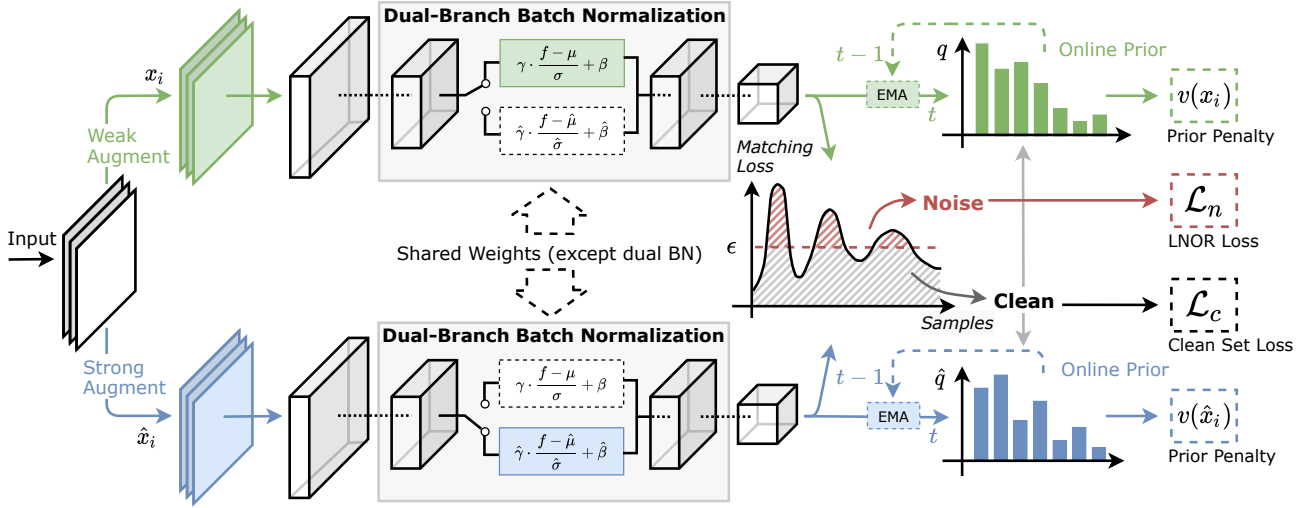 Dual-Branch Batch Normalization
x_i
γ · (f − μ)/σ + β
γ̂ · (f − μ̂)/σ̂ + β̂
Weak
Augment
t − 1
EMA
t
q
Online Prior
v(x_i)
Prior Penalty
Matching
Loss
ϵ
Noise
ℒ_n
LNOR Loss
Input
Shared Weights (except dual BN)
Samples
Clean
ℒ_c
Clean Set Loss
Strong
Augment
x̂_i
Dual-Branch Batch Normalization
γ · (f − μ)/σ + β
γ̂ · (f − μ̂)/σ̂ + β̂
t − 1
EMA
t
q̂
Online Prior
v(x̂_i)
Prior Penalty